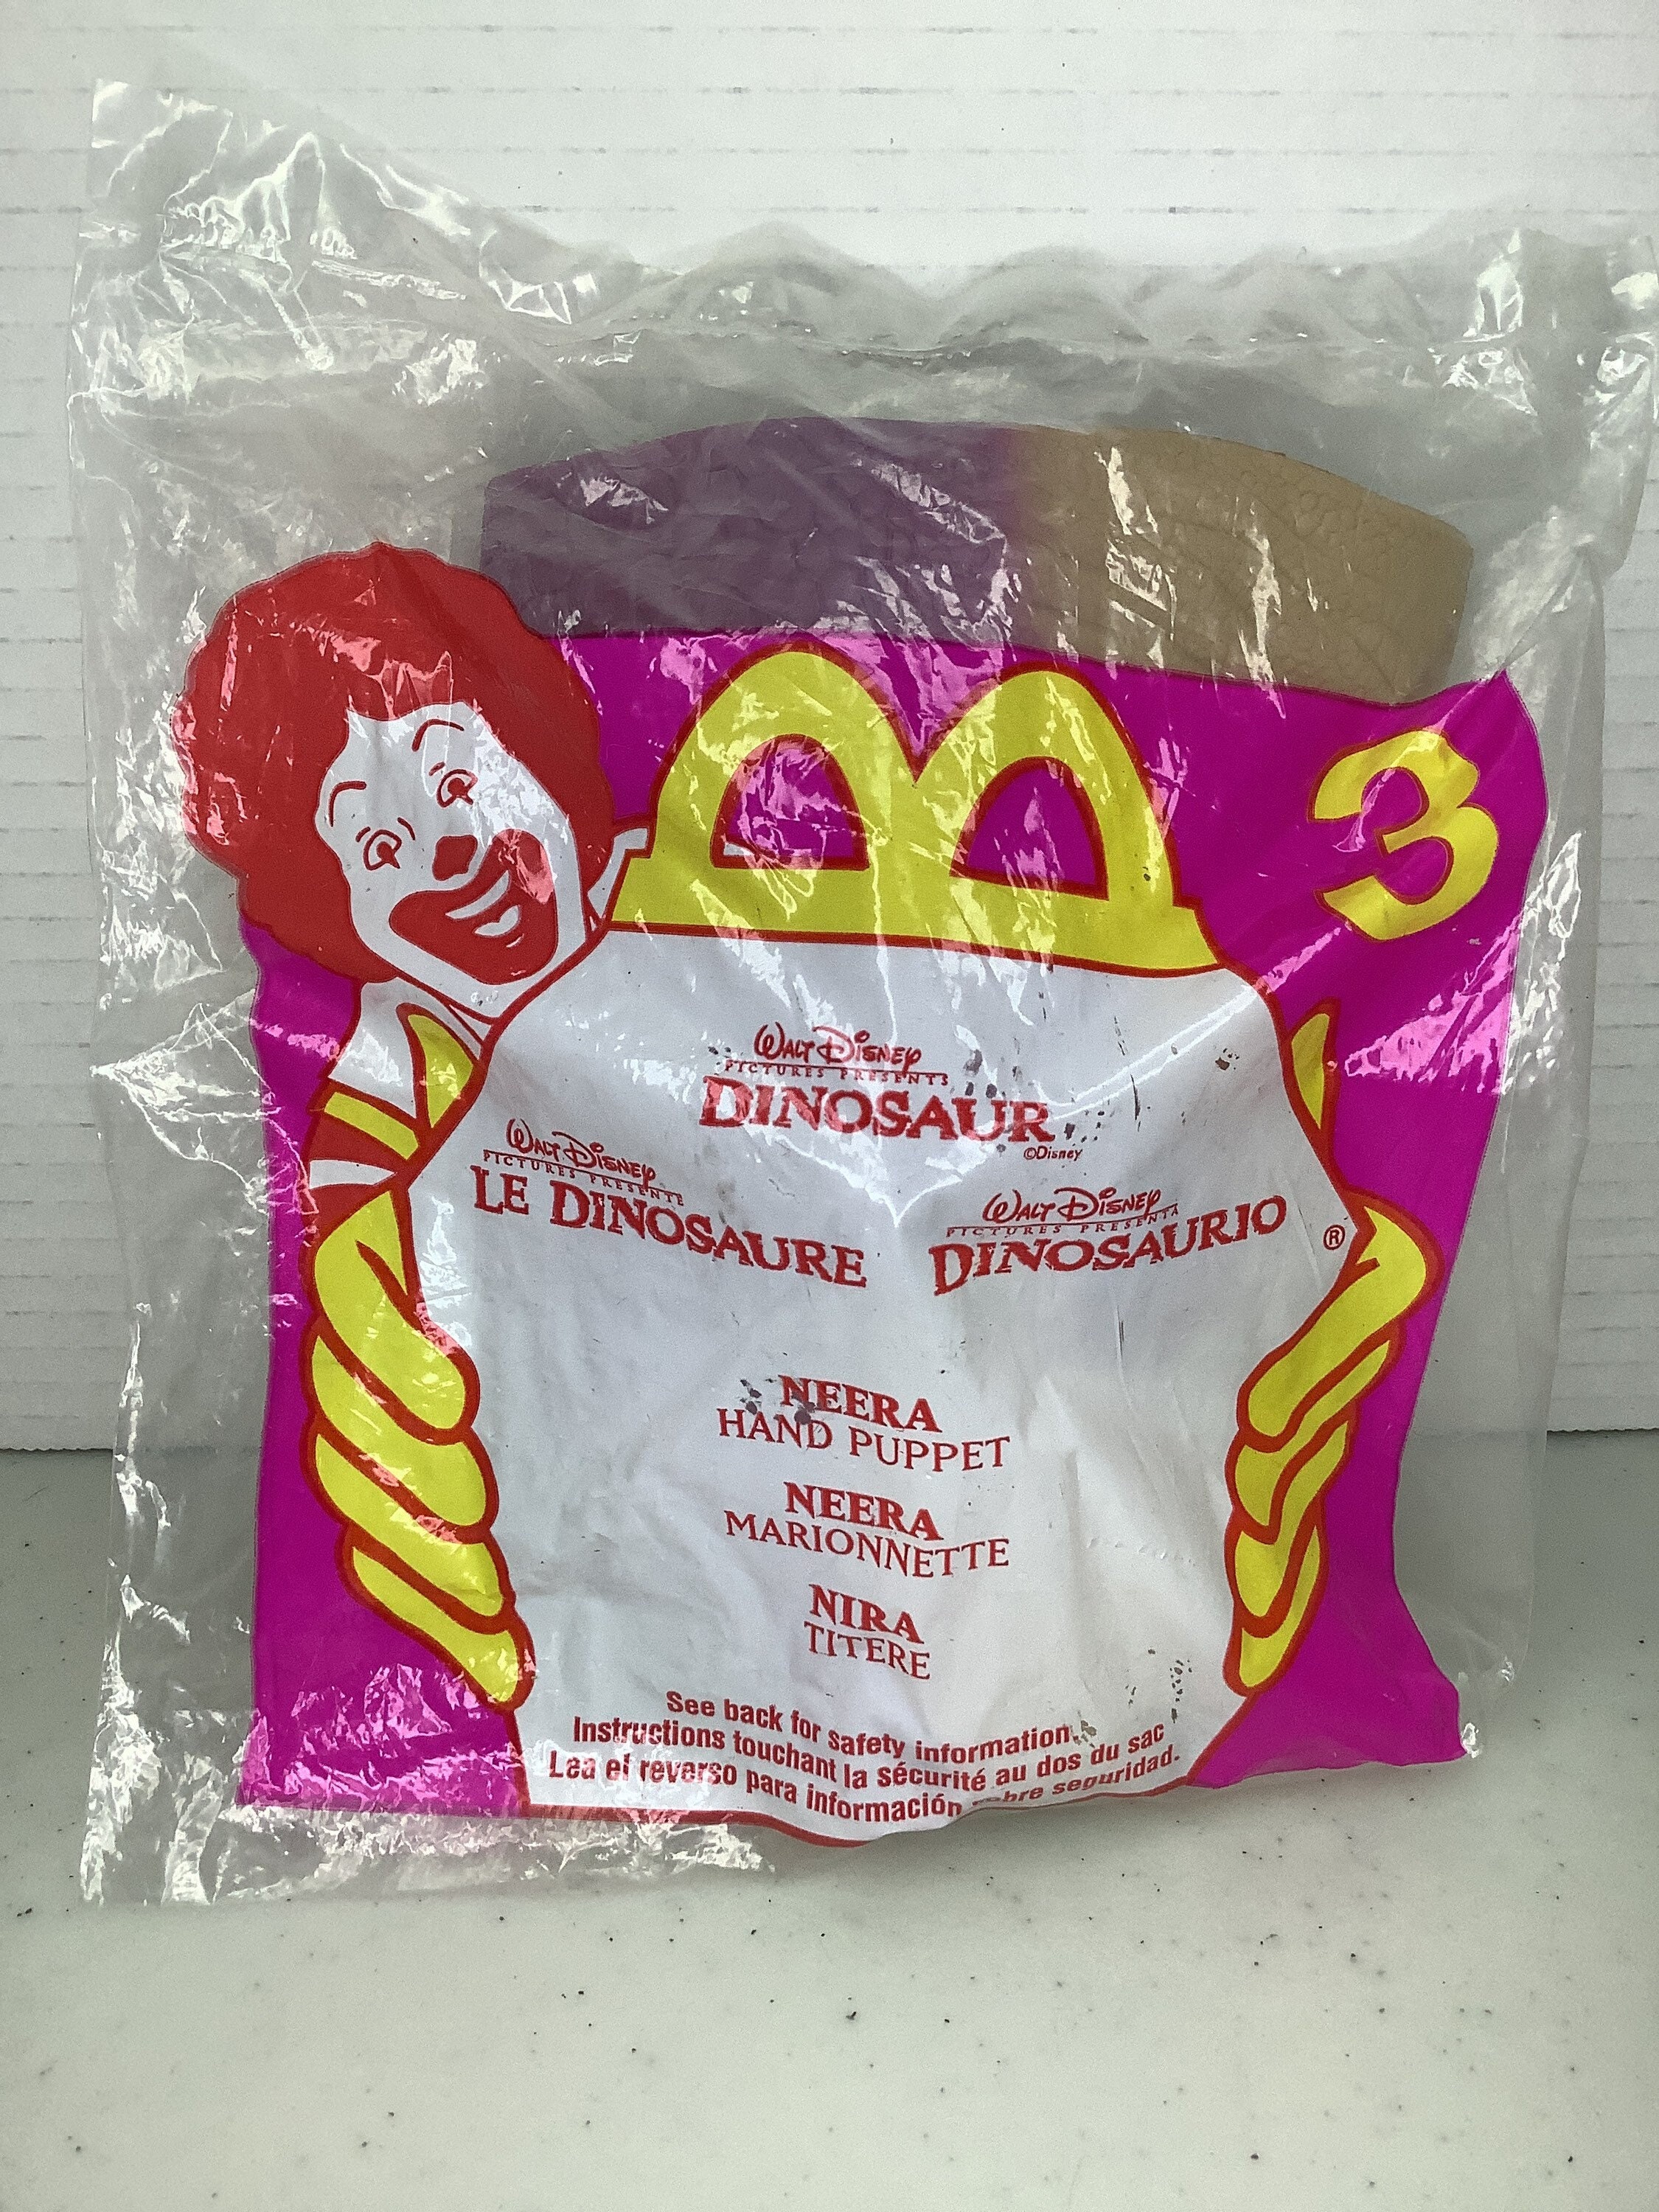 3
WALT DISNEY
PICTURES PRESENTS
DINOSAUR
©Disney
WALT DISNEY
PICTURES PRESENTE
LE DINOSAURE
WALT DISNEY
PICTURES PRESENTA
DINOSAURIO
®
NEERA
HAND PUPPET
NEERA
MARIONNETTE
NIRA
TITERE
See back for safety information.
Instructions touchant la sécurité au dos du sac
Lea el reverso para información sobre seguridad.